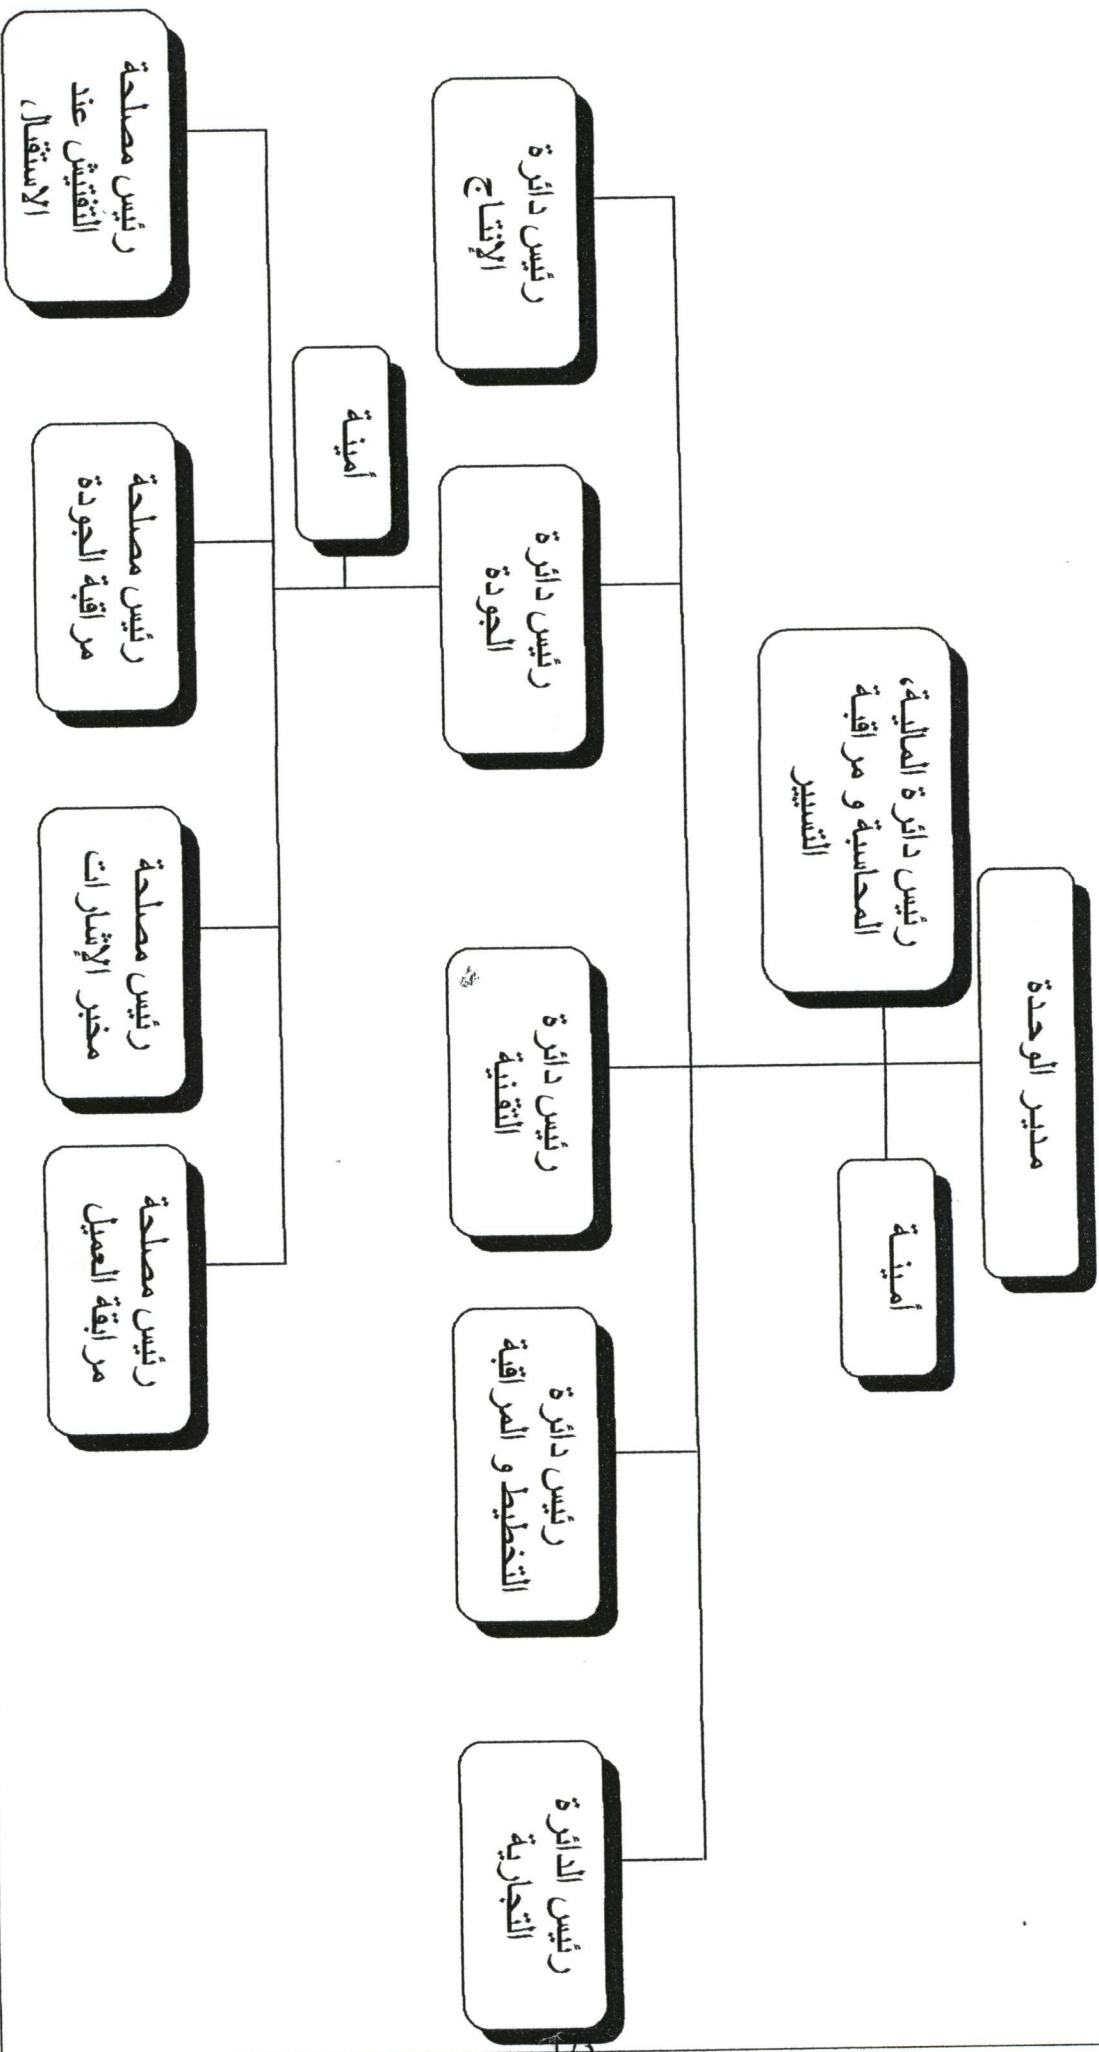 مدير الوحدة
أمينة
رئيس دائرة المالية،
المحاسبة و مراقبة
التسيير
رئيس دائرة
الإنتاج
رئيس دائرة
الجودة
رئيس دائرة
التقنية
رئيس دائرة
التخطيط و المراقبة
رئيس الدائرة
التجارية
أمينة
رئيس مصلحة
التفتيش عند
الاستقبال
رئيس مصلحة
مراقبة الجودة
رئيس مصلحة
مخبر الإشارات
رئيس مصلحة
مرابقة العميل